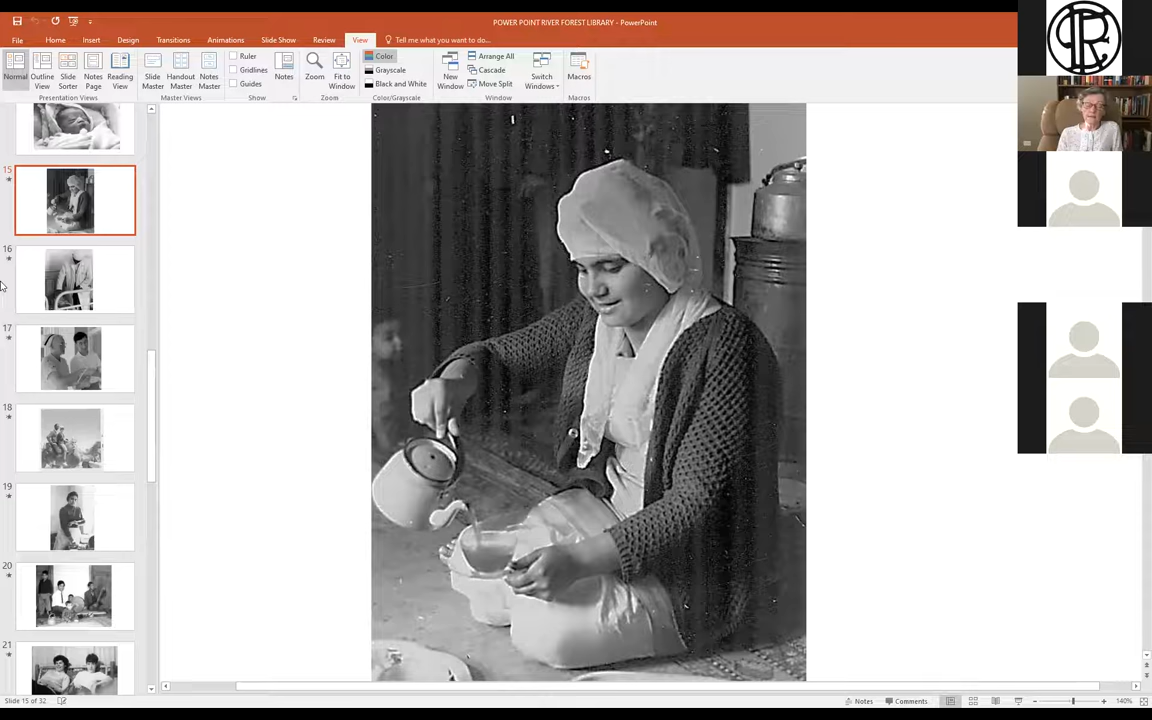 POWER POINT RIVER FOREST LIBRARY - PowerPoint
File Home Insert Design Transitions Animations Slide Show Review View Tell me what you want to do...
Normal Outline View Slide Sorter Notes Page Reading View
Presentation Views
Slide Master Handout Master Notes Master
Master Views
Ruler
Gridlines
Guides
Notes
Show
Zoom Fit to Window
Zoom
Color
Grayscale
Black and White
Color/Grayscale
New Window
Arrange All
Cascade
Move Split
Switch Windows
Window
Macros
Macros
15
16
17
18
19
20
21
Slide 15 of 32
Notes Comments 140%